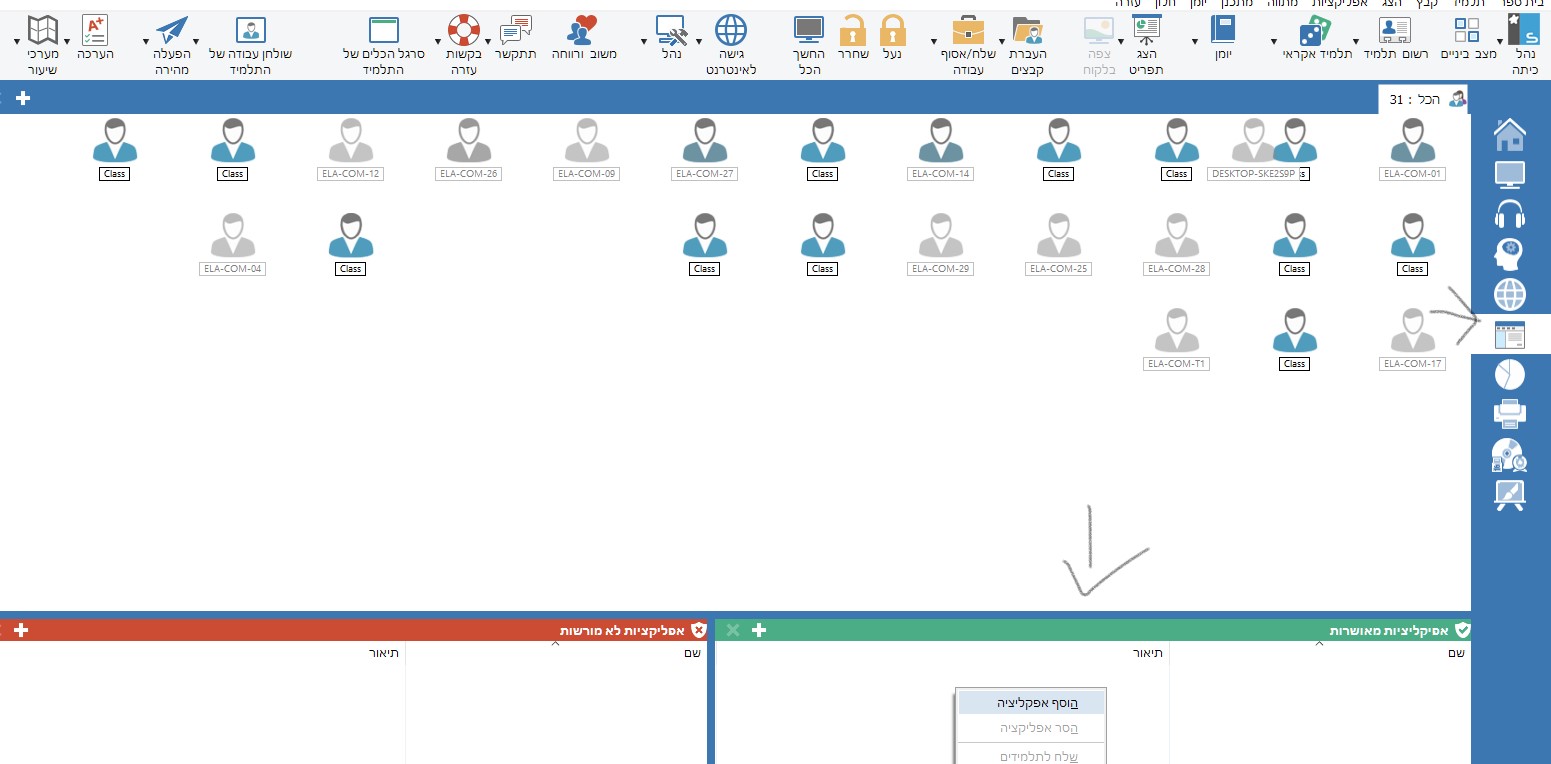 בית ספר תלמיד קבץ הצג אפליקציות מתווה מתכנן יומן חלון עזרה
נהל כיתה
מצב ביניים
רשום תלמיד
תלמיד אקראי
יומן
הצג תפריט
צפה בלקוח
העברת קבצים
שלח/אסוף עבודה
נעל
שחרר
החשך הכל
גישה לאינטרנט
נהל
משוב ורווחה
תתקשר
בקשות עזרה
סרגל הכלים של התלמיד
שולחן עבודה של התלמיד
הפעלה מהירה
הערכה
מערכי שיעור
הכל : 31
ELA-COM-01
s
DESKTOP-SKE2S9P
Class
Class
ELA-COM-14
Class
ELA-COM-27
ELA-COM-09
ELA-COM-26
ELA-COM-12
Class
Class
Class
Class
ELA-COM-28
ELA-COM-25
ELA-COM-29
Class
Class
Class
ELA-COM-04
ELA-COM-17
Class
ELA-COM-T1
אפיקליציות מאושרות
שם
תיאור
הוסף אפקליציה
הסר אפליקציה
שלח לתלמידים
אפליקציות לא מורשות
שם
תיאור